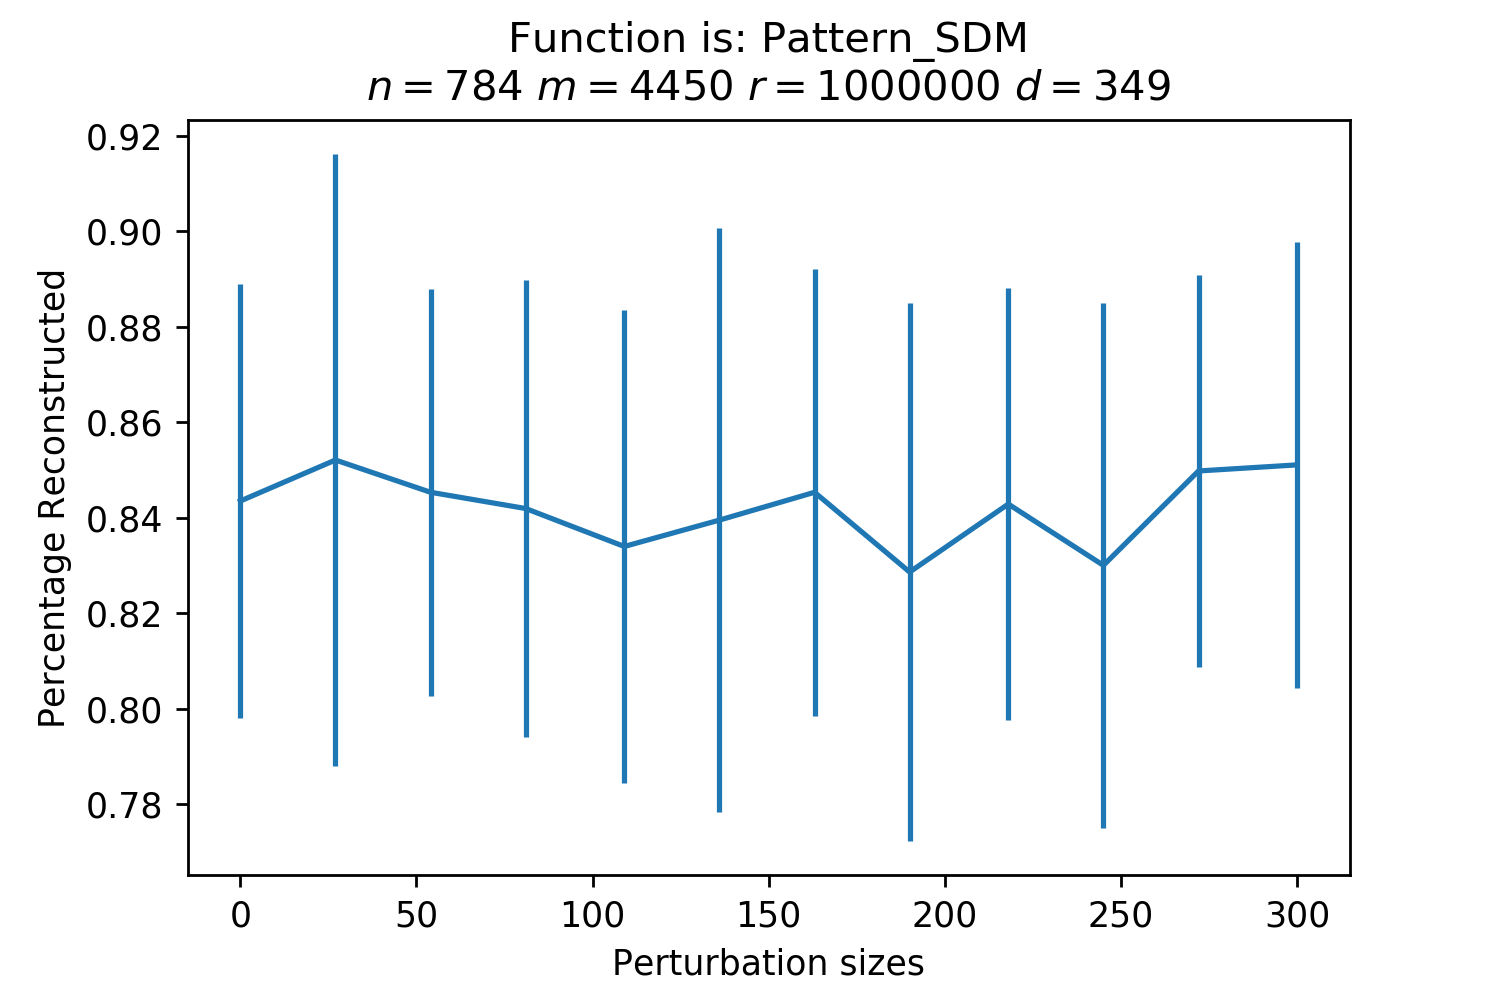 Function is: Pattern_SDM
n = 784 m = 4450 r = 1000000 d = 349
0.92
0.90
0.88
0.86
0.84
0.82
0.80
0.78
Percentage Reconstructed
0 50 100 150 200 250 300
Perturbation sizes